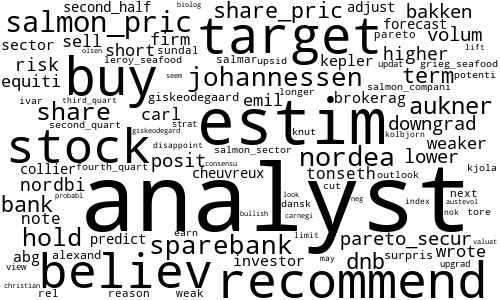 second_half share_pric adjust bakken
salmon_pric target forecast
sector sell short firm olsen sundal pareto volum biolog lift
risk leroy_seafood salmar upsid kepler higher updat grieg_seafood
equiti buy seem johannessen term potenti
ivar third_quart giskeodegaard emil longer brokerag salmon_compani
share carl strat estim aukner
second_quart giskeodegard knut downgrad kolbjorn
stock disappoint salmon_sector nordea weaker
collier fourth_quart posit consensu tonseth lower
nordbi cheuvreux cut outlook kjola
bank probabl analyst look dansk neg index next austevol
note bullish carnegi nok tore
hold predict earn sparebank limit pareto_secur valuat
abg alexand investor may dnb surpris wrote
view believ recommend upgrad
christian rel reason weak